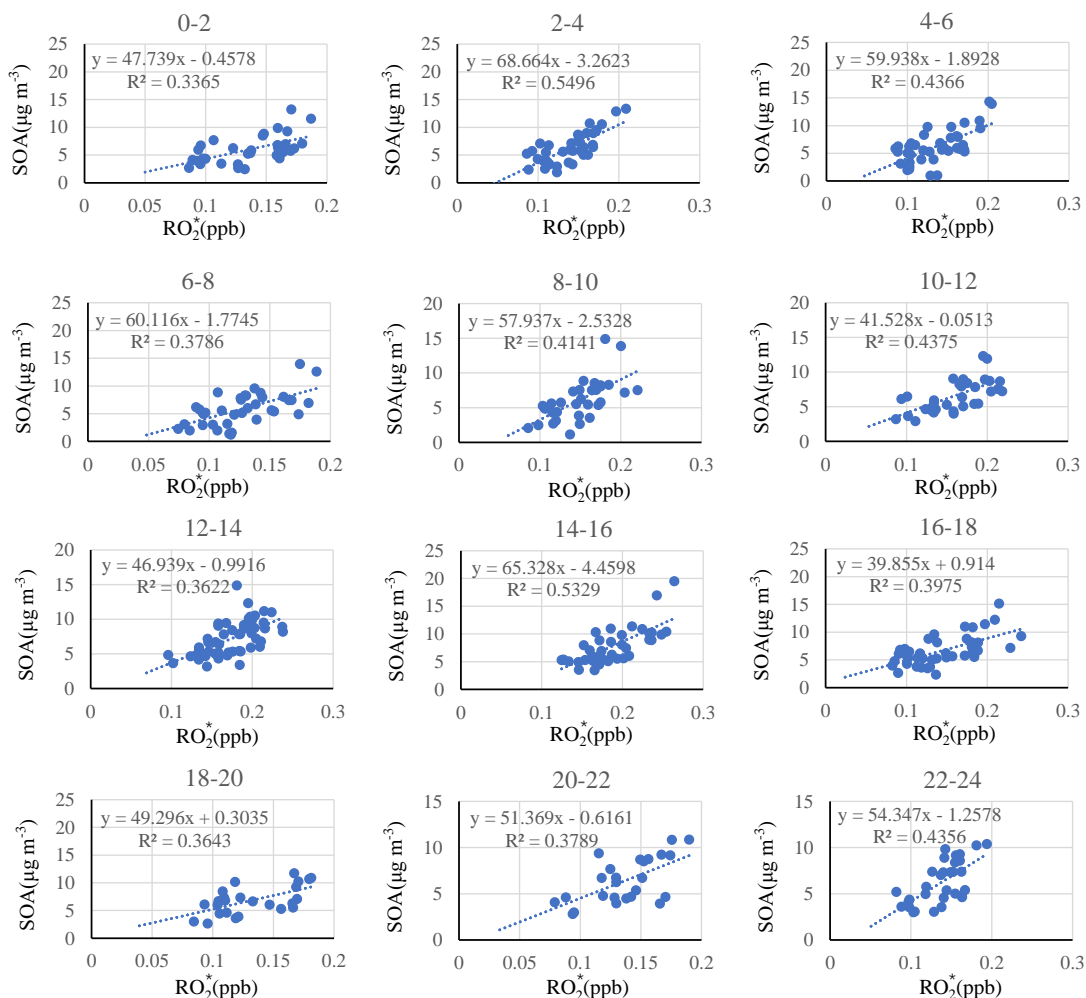 0-2
y = 47.739x - 0.4578
R² = 0.3365
SOA(µg m⁻³)
25
20
15
10
5
0
0 0.05 0.1 0.15 0.2
RO₂*(ppb)
2-4
y = 68.664x - 3.2623
R² = 0.5496
SOA(µg m⁻³)
25
20
15
10
5
0
0 0.1 0.2 0.3
RO₂*(ppb)
4-6
y = 59.938x - 1.8928
R² = 0.4366
SOA(µg m⁻³)
25
20
15
10
5
0
0 0.1 0.2 0.3
RO₂*(ppb)
6-8
y = 60.116x - 1.7745
R² = 0.3786
SOA(µg m⁻³)
25
20
15
10
5
0
0 0.05 0.1 0.15 0.2
RO₂*(ppb)
8-10
y = 57.937x - 2.5328
R² = 0.4141
SOA(µg m⁻³)
20
15
10
5
0
0 0.1 0.2 0.3
RO₂*(ppb)
10-12
y = 41.528x - 0.0513
R² = 0.4375
SOA(µg m⁻³)
20
15
10
5
0
0 0.1 0.2 0.3
RO₂*(ppb)
12-14
y = 46.939x - 0.9916
R² = 0.3622
SOA(µg m⁻³)
20
15
10
5
0
0 0.1 0.2 0.3
RO₂*(ppb)
14-16
y = 65.328x - 4.4598
R² = 0.5329
SOA(µg m⁻³)
25
20
15
10
5
0
0 0.1 0.2 0.3
RO₂*(ppb)
16-18
y = 39.855x + 0.914
R² = 0.3975
SOA(µg m⁻³)
25
20
15
10
5
0
0 0.1 0.2 0.3
RO₂*(ppb)
18-20
y = 49.296x + 0.3035
R² = 0.3643
SOA(µg m⁻³)
25
20
15
10
5
0
0 0.05 0.1 0.15 0.2
RO₂*(ppb)
20-22
y = 51.369x - 0.6161
R² = 0.3789
SOA(µg m⁻³)
15
10
5
0
0 0.05 0.1 0.15 0.2
RO₂*(ppb)
22-24
y = 54.347x - 1.2578
R² = 0.4356
SOA(µg m⁻³)
15
10
5
0
0 0.1 0.2 0.3
RO₂*(ppb)